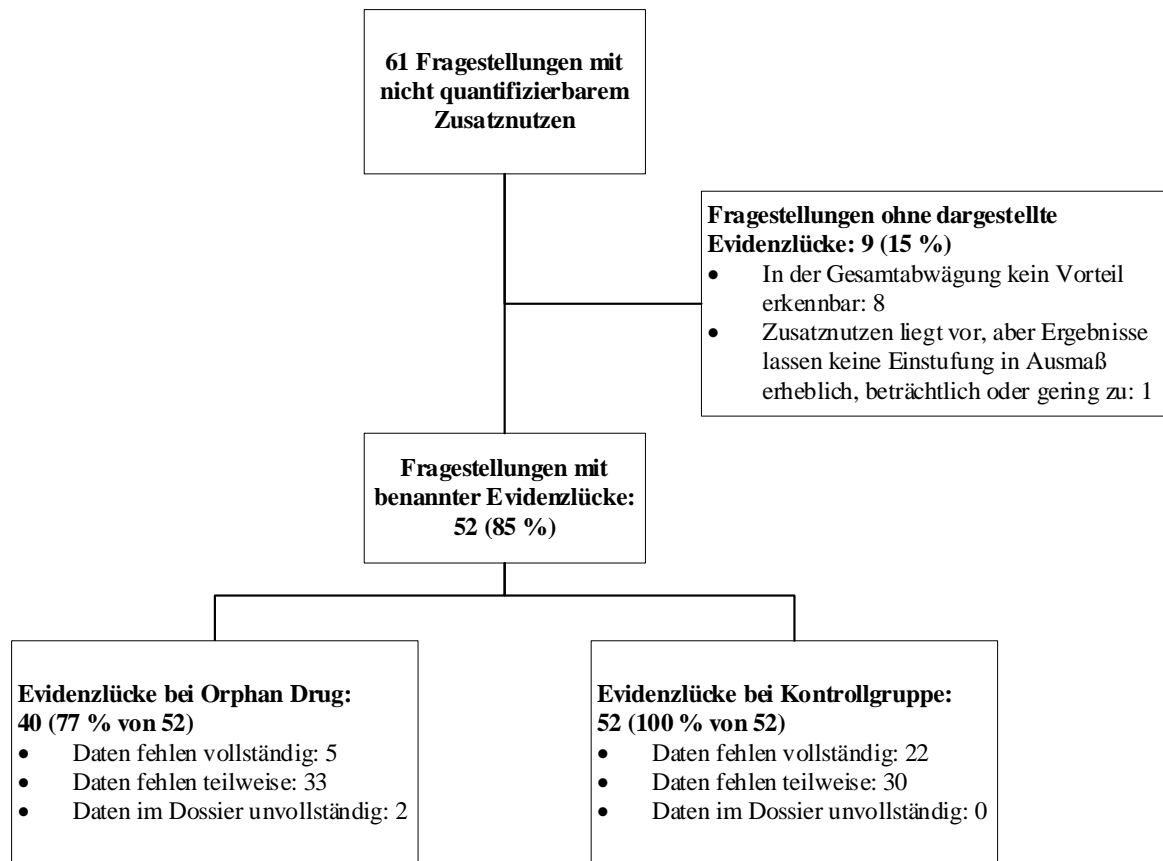 61 Fragestellungen mit
nicht quantifizierbarem
Zusatznutzen
Fragestellungen ohne dargestellte
Evidenzlücke: 9 (15 %)
• In der Gesamtabwägung kein Vorteil
erkennbar: 8
• Zusatznutzen liegt vor, aber Ergebnisse
lassen keine Einstufung in Ausmaß
erheblich, beträchtlich oder gering zu: 1
Fragestellungen mit
benannter Evidenzlücke:
52 (85 %)
Evidenzlücke bei Orphan Drug:
40 (77 % von 52)
• Daten fehlen vollständig: 5
• Daten fehlen teilweise: 33
• Daten im Dossier unvollständig: 2
Evidenzlücke bei Kontrollgruppe:
52 (100 % von 52)
• Daten fehlen vollständig: 22
• Daten fehlen teilweise: 30
• Daten im Dossier unvollständig: 0